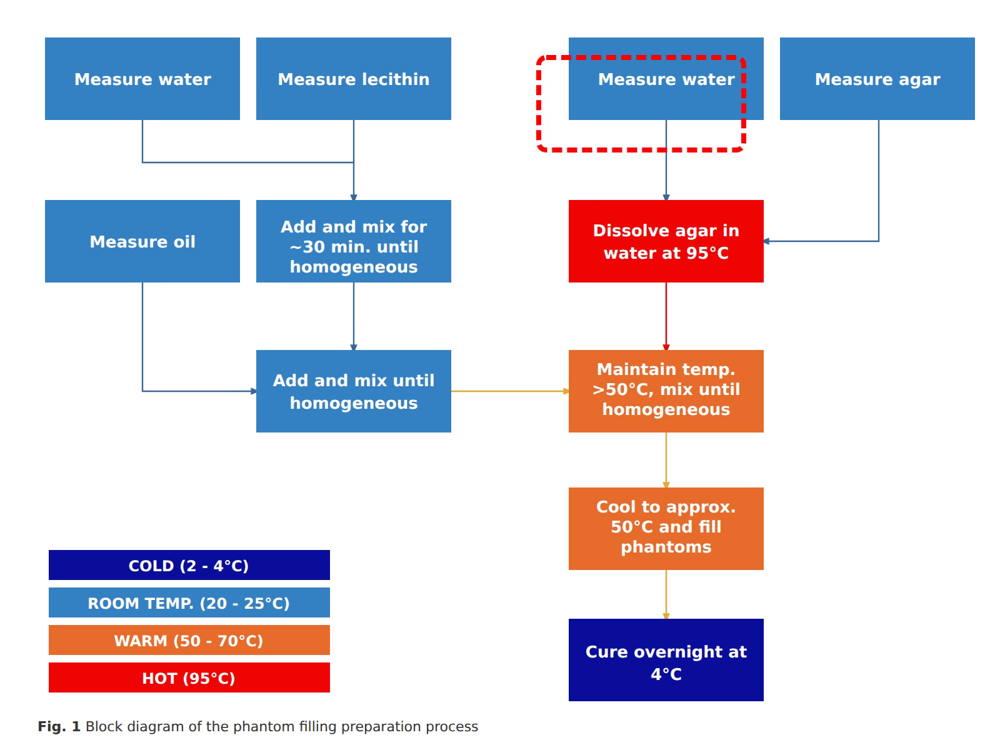 Measure water
Measure lecithin
Measure water
Measure agar
Measure oil
Add and mix for
~30 min. until
homogeneous
Dissolve agar in
water at 95°C
Add and mix until
homogeneous
Maintain temp.
>50°C, mix until
homogeneous
Cool to approx.
50°C and fill
phantoms
COLD (2 - 4°C)
ROOM TEMP. (20 - 25°C)
WARM (50 - 70°C)
HOT (95°C)
Cure overnight at
4°C
Fig. 1 Block diagram of the phantom filling preparation process